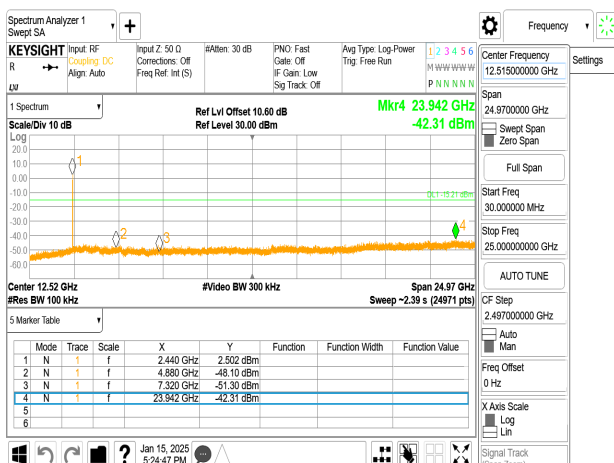 Spectrum Analyzer 1
Swept SA
Frequency
KEYSIGHT
R
LXI
Input: RF
Coupling: DC
Align: Auto
Input Z: 50 Ω
Corrections: Off
Freq Ref: Int (S)
#Atten: 30 dB
PNO: Fast
Gate: Off
IF Gain: Low
Sig Track: Off
Avg Type: Log-Power
Trig: Free Run
1 2 3 4 5 6
M W W W W W
P N N N N N
Center Frequency
12.515000000 GHz
Settings
Span
24.9700000 GHz
Swept Span
Zero Span
Full Span
Start Freq
30.000000 MHz
Stop Freq
25.000000000 GHz
AUTO TUNE
CF Step
2.497000000 GHz
Auto
Man
Freq Offset
0 Hz
X Axis Scale
Log
Lin
Signal Track
1 Spectrum
Scale/Div 10 dB
Ref Lvl Offset 10.60 dB
Ref Level 30.00 dBm
Mkr4 23.942 GHz
-42.31 dBm
Log
20.0
10.0
0.00
-10.0
-20.0
-30.0
-40.0
-50.0
-60.0
1
2
3
4
DL1 -15.21 dBm
Center 12.52 GHz
#Res BW 100 kHz
#Video BW 300 kHz
Span 24.97 GHz
Sweep ~2.39 s (24971 pts)
5 Marker Table
Mode Trace Scale X Y Function Function Width Function Value
1 N 1 f 2.440 GHz 2.502 dBm
2 N 1 f 4.880 GHz -48.10 dBm
3 N 1 f 7.320 GHz -51.30 dBm
4 N 1 f 23.942 GHz -42.31 dBm
5
6
?
Jan 15, 2025
5:24:47 PM